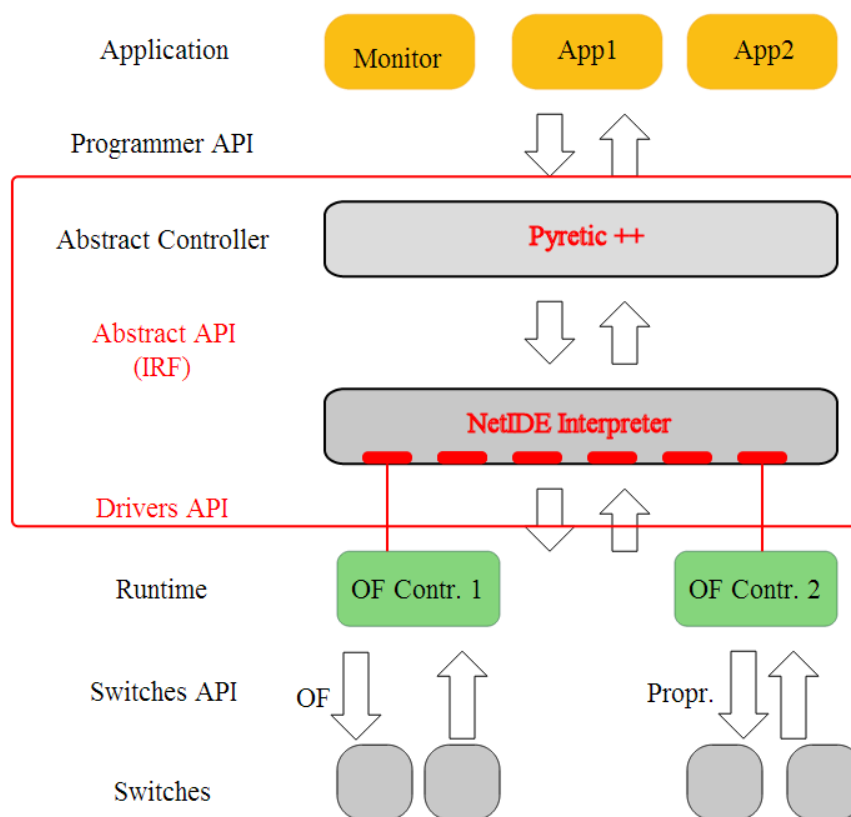 Application
Monitor
App1
App2
Programmer API
Abstract Controller
Pyretic ++
Abstract API
(IRF)
NetIDE Interpreter
Drivers API
Runtime
OF Contr. 1
OF Contr. 2
Switches API
OF
Propr.
Switches